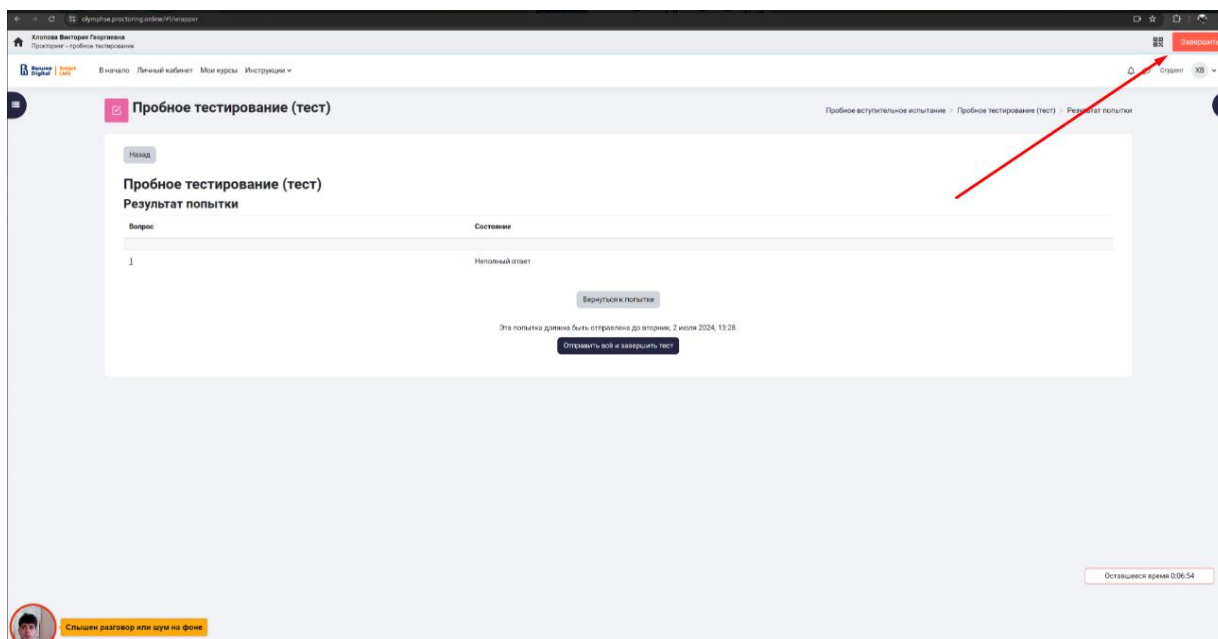 olymphse.proctoring.online/#!/wrapper
Хлопова Виктория Георгиевна
Прокторинг - пробное тестирование
Завершить
Вышка Digital | Smart LMS
В начало Личный кабинет Мои курсы Инструкции
Студент ХВ
Пробное тестирование (тест)
Пробное вступительное испытание > Пробное тестирование (тест) > Результат попытки
Назад
Пробное тестирование (тест)
Результат попытки
Вопрос Состояние
1 Неполный ответ
Вернуться к попытке
Эта попытка должна быть отправлена до вторник, 2 июля 2024, 13:28.
Отправить всё и завершить тест
Оставшееся время 0:06:54
Слышен разговор или шум на фоне